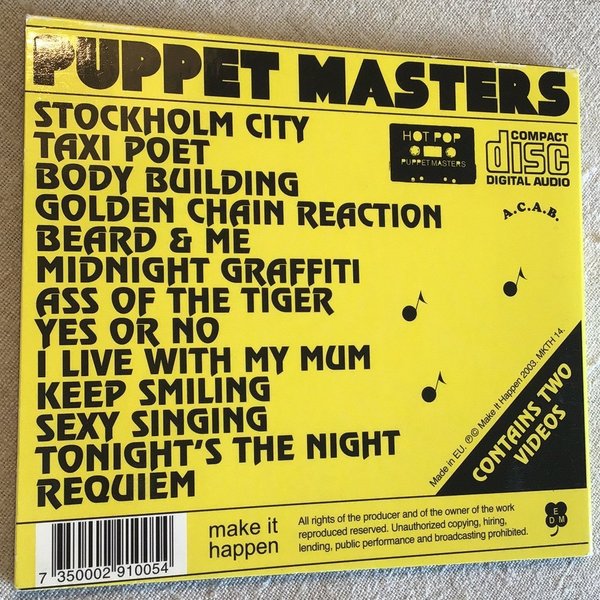 PUPPET MASTERS
STOCKHOLM CITY
TAXI POET
BODY BUILDING
GOLDEN CHAIN REACTION
BEARD & ME
MIDNIGHT GRAFFITI
ASS OF THE TIGER
YES OR NO
I LIVE WITH MY MUM
KEEP SMILING
SEXY SINGING
TONIGHT'S THE NIGHT
REQUIEM
HOT POP
PUPPET MASTERS
COMPACT
disc
DIGITAL AUDIO
A.C.A.B.
Made in EU. ℗© Make It Happen 2003. MKTH 14.
CONTAINS TWO
VIDEOS
7 350002 910054
make it
happen
All rights of the producer and of the owner of the work
reproduced reserved. Unauthorized copying, hiring,
lending, public performance and broadcasting prohibited.
E
D M